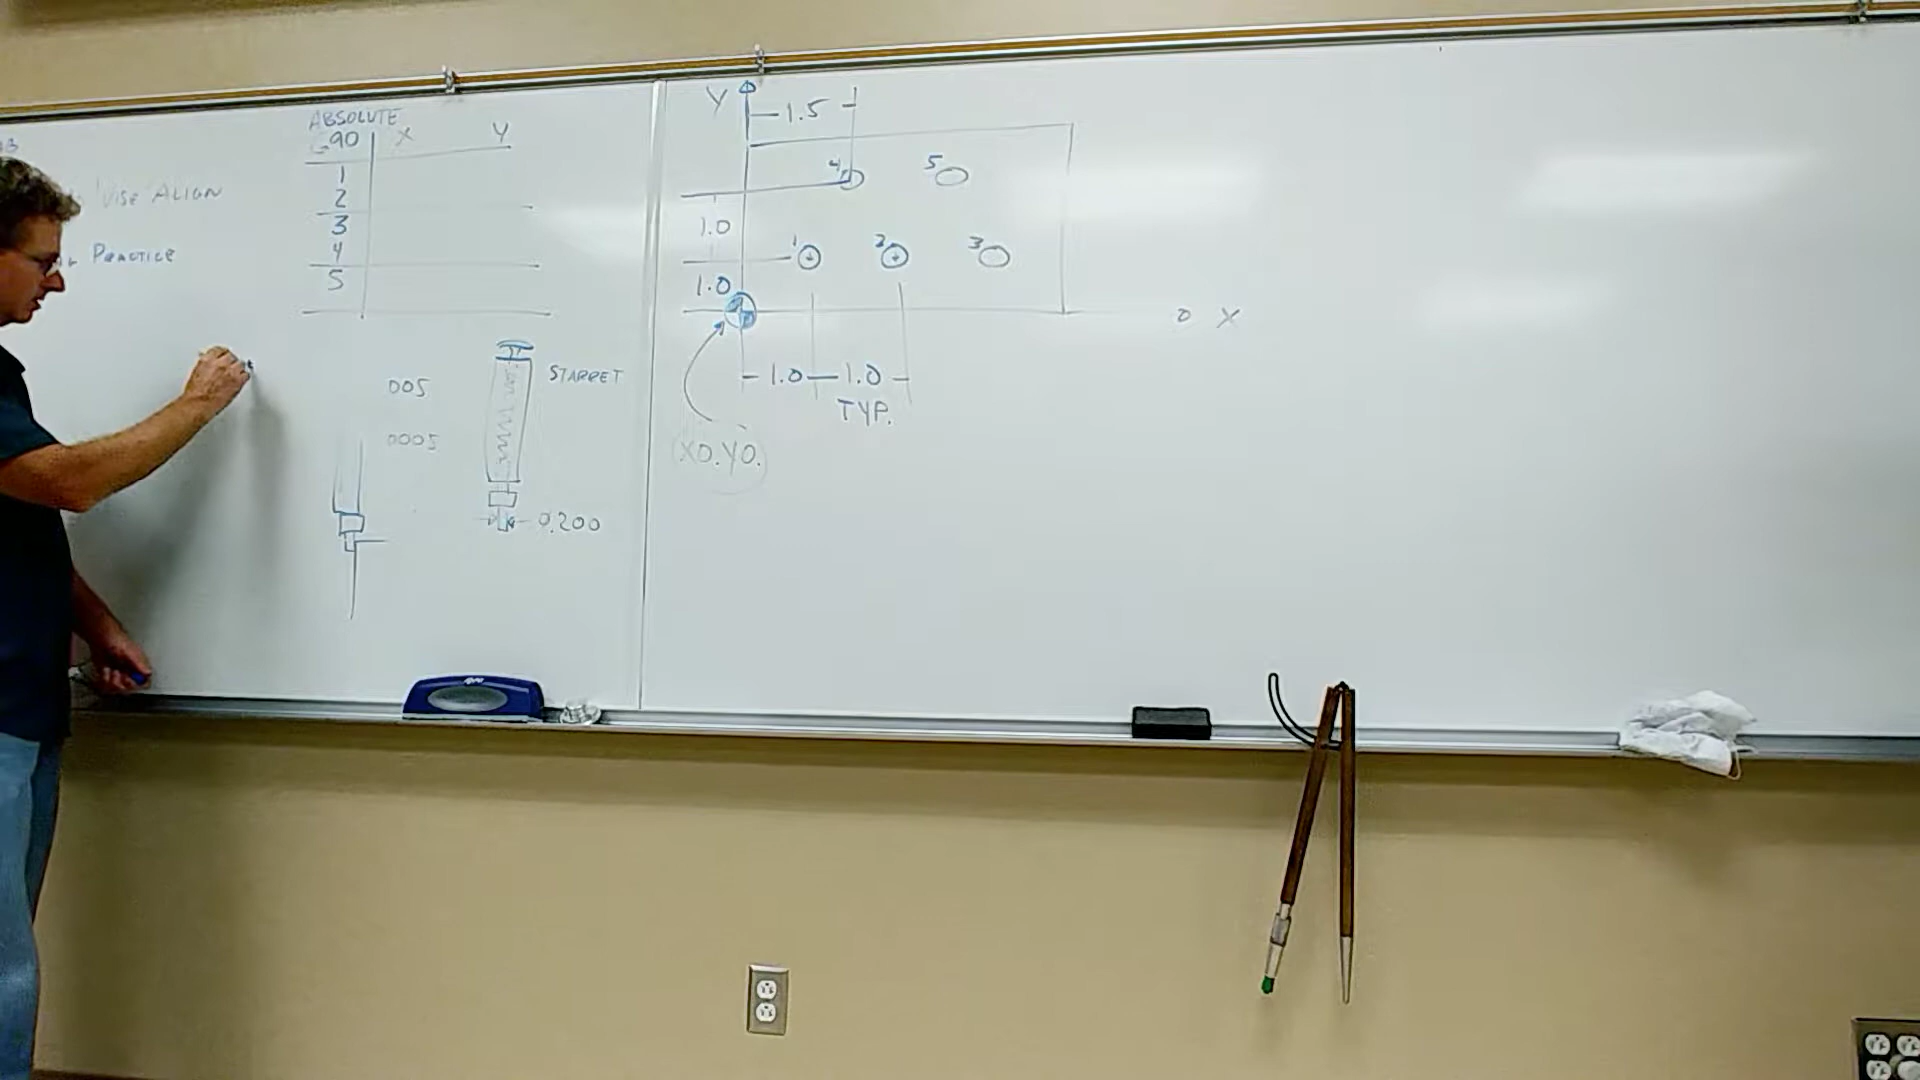 VISE ALIGN
PRACTICE
ABSOLUTE
G90 X Y
1
2
3
4
5
005
0005
STARRET
0.200
Y
1.5
4
5
1.0
1
2
3
1.0
X
1.0 1.0
TYP.
X0.Y0.